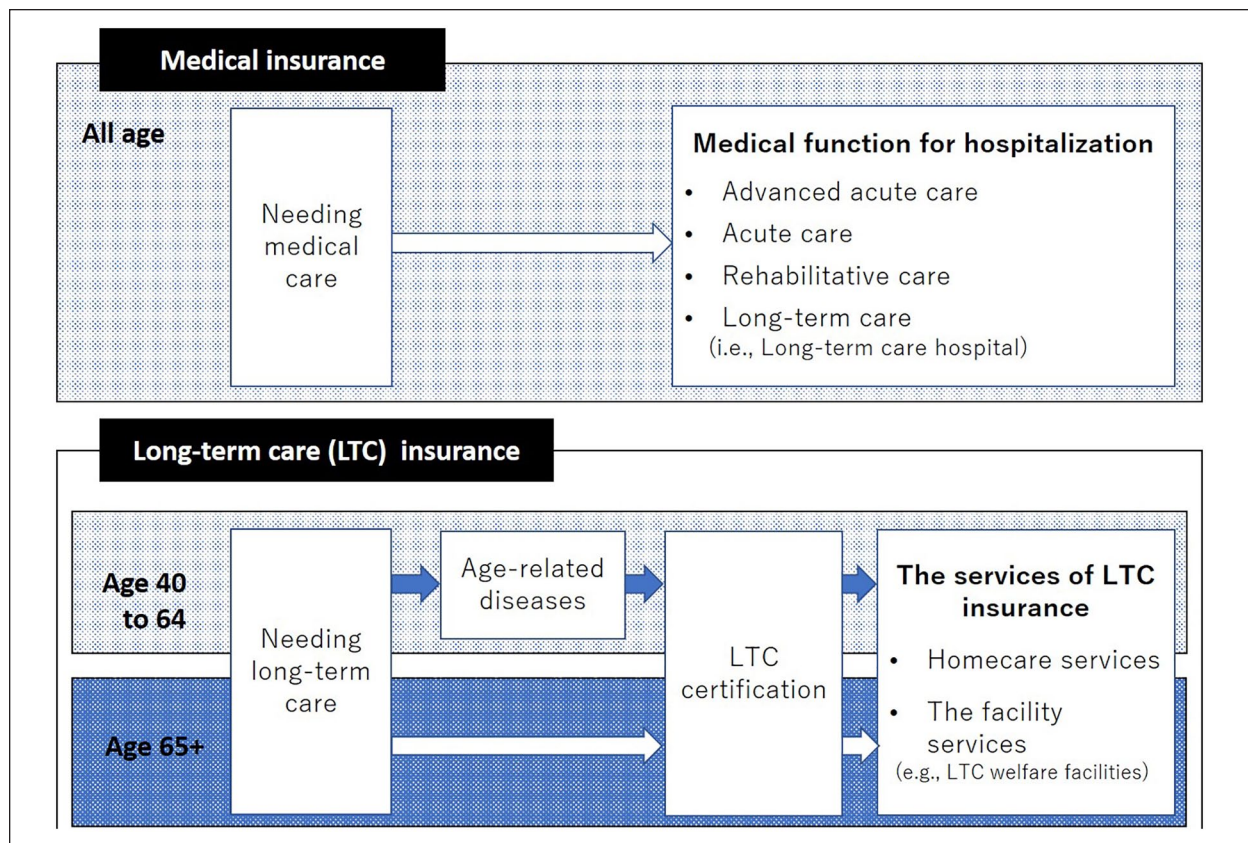 Medical insurance
All age
Needing
medical
care
Medical function for hospitalization
• Advanced acute care
• Acute care
• Rehabilitative care
• Long-term care
(i.e., Long-term care hospital)
Long-term care (LTC) insurance
Age 40
to 64
Age 65+
Needing
long-term
care
Age-related
diseases
LTC
certification
The services of LTC
insurance
• Homecare services
• The facility
services
(e.g., LTC welfare facilities)